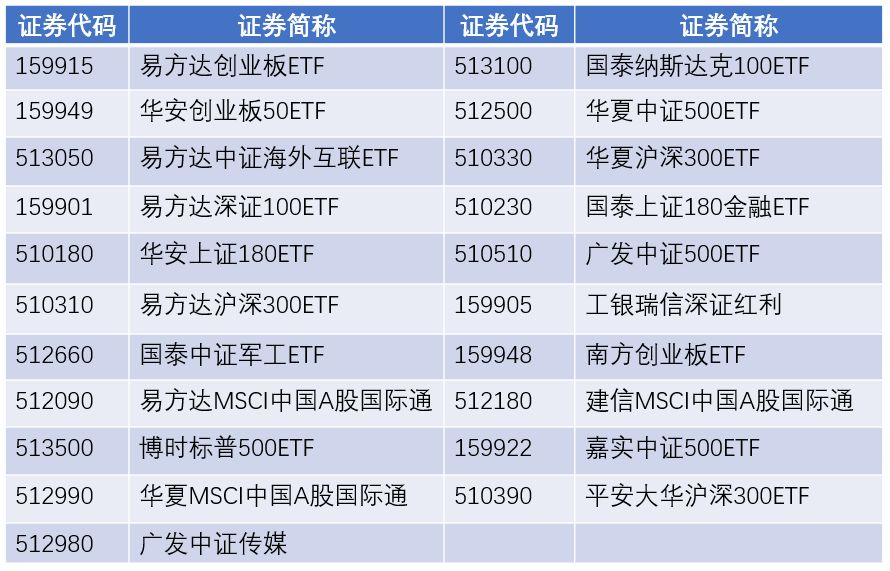 证券代码 证券简称 证券代码 证券简称
159915 易方达创业板ETF 513100 国泰纳斯达克100ETF
159949 华安创业板50ETF 512500 华夏中证500ETF
513050 易方达中证海外互联ETF 510330 华夏沪深300ETF
159901 易方达深证100ETF 510230 国泰上证180金融ETF
510180 华安上证180ETF 510510 广发中证500ETF
510310 易方达沪深300ETF 159905 工银瑞信深证红利
512660 国泰中证军工ETF 159948 南方创业板ETF
512090 易方达MSCI中国A股国际通 512180 建信MSCI中国A股国际通
513500 博时标普500ETF 159922 嘉实中证500ETF
512990 华夏MSCI中国A股国际通 510390 平安大华沪深300ETF
512980 广发中证传媒